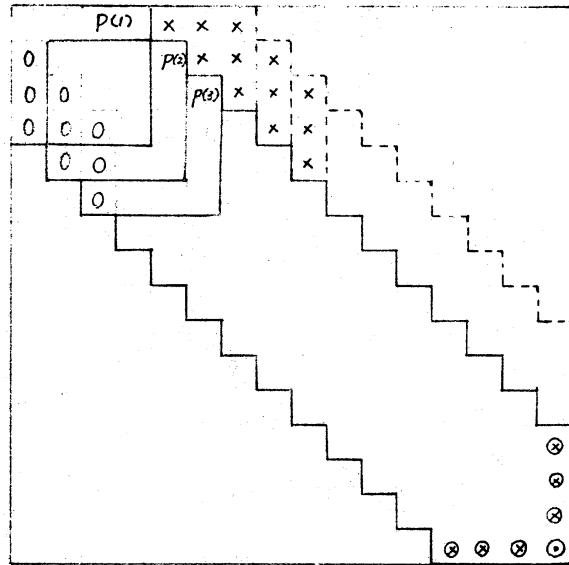 P(1) × × ×
0 P(2) × × ×
0 0 P(3) × × ×
0 0 0 × ×
0 0 ×
0
⊗
⊗
⊗
⊗ ⊗ ⊗ ⊙